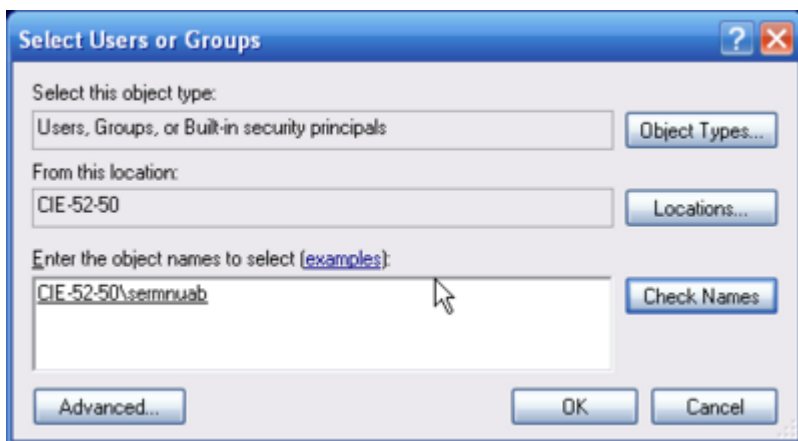 Select Users or Groups
Select this object type:
Users, Groups, or Built-in security principals
Object Types...
From this location:
CIE-52-50
Locations...
Enter the object names to select (examples):
CIE-52-50\sermnuab
Check Names
Advanced...
OK
Cancel